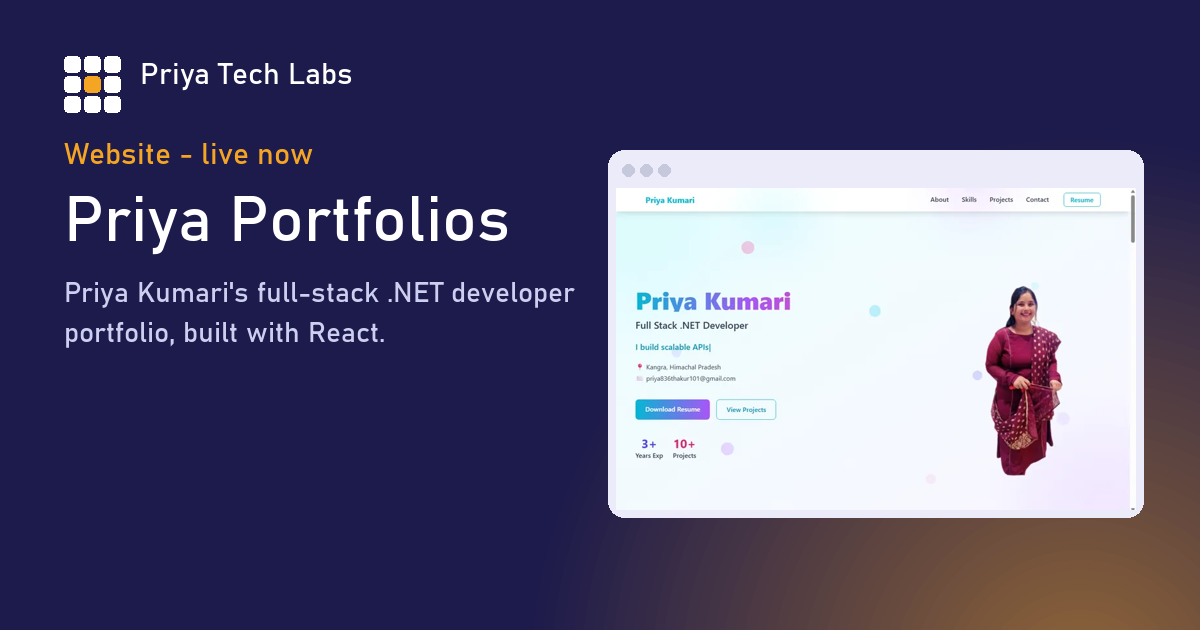 Priya Tech Labs
Website - live now
Priya Portfolios
Priya Kumari's full-stack .NET developer
portfolio, built with React.
Priya Kumari
About Skills Projects Contact Resume
Priya Kumari
Full Stack .NET Developer
I build scalable APIs|
Kangra, Himachal Pradesh
priya836thakur101@gmail.com
Download Resume View Projects
3+ 10+
Years Exp Projects